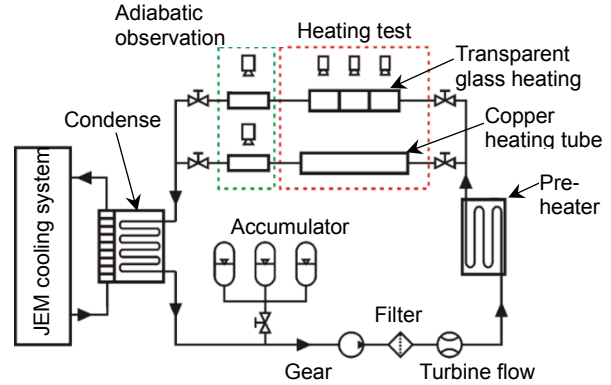 Adiabatic
observation
Heating test
Transparent
glass heating
Condense
Copper
heating tube
JEM cooling system
Pre-
heater
Accumulator
Filter
Gear
Turbine flow